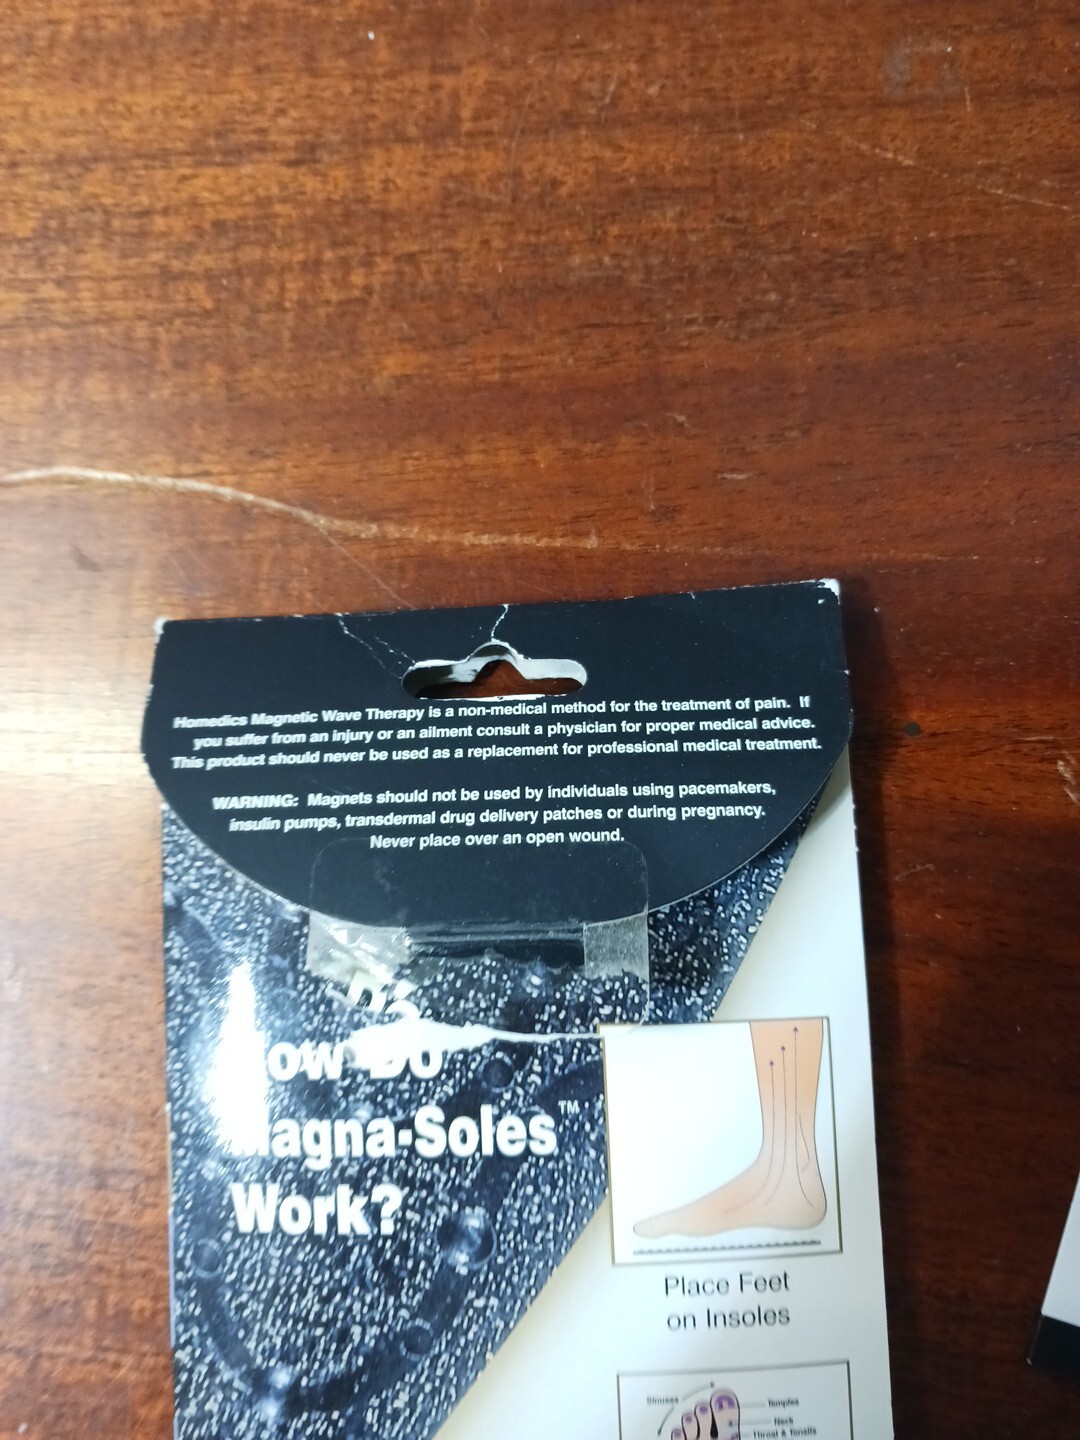 Homedics Magnetic Wave Therapy is a non-medical method for the treatment of pain. If
you suffer from an injury or an ailment consult a physician for proper medical advice.
This product should never be used as a replacement for professional medical treatment.
WARNING: Magnets should not be used by individuals using pacemakers,
insulin pumps, transdermal drug delivery patches or during pregnancy.
Never place over an open wound.
How Do
Magna-Soles™
Work?
Place Feet
on Insoles
Sinuses
Temples
Neck
Throat & Tonsils